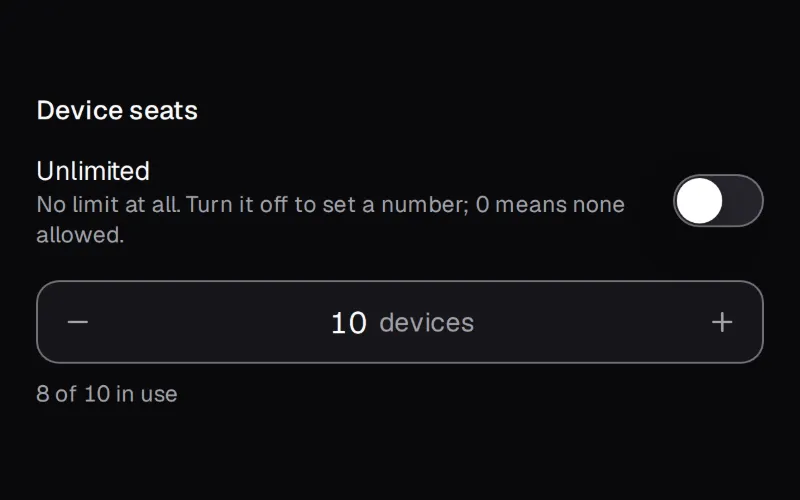 Device seats
Unlimited
No limit at all. Turn it off to set a number; 0 means none
allowed.
− 10 devices +
8 of 10 in use